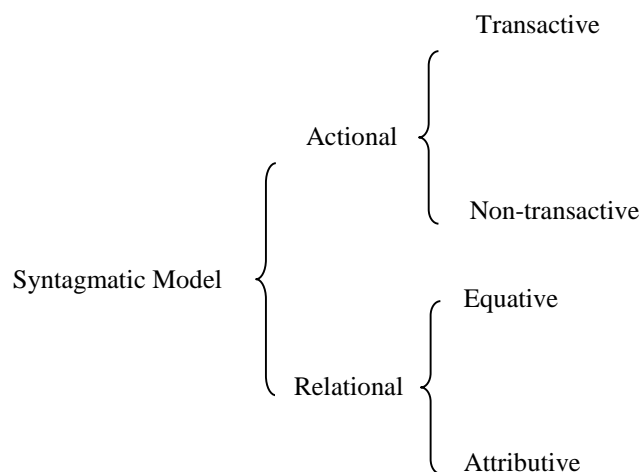 Transactive
Actional
Non-transactive
Syntagmatic Model
Equative
Relational
Attributive